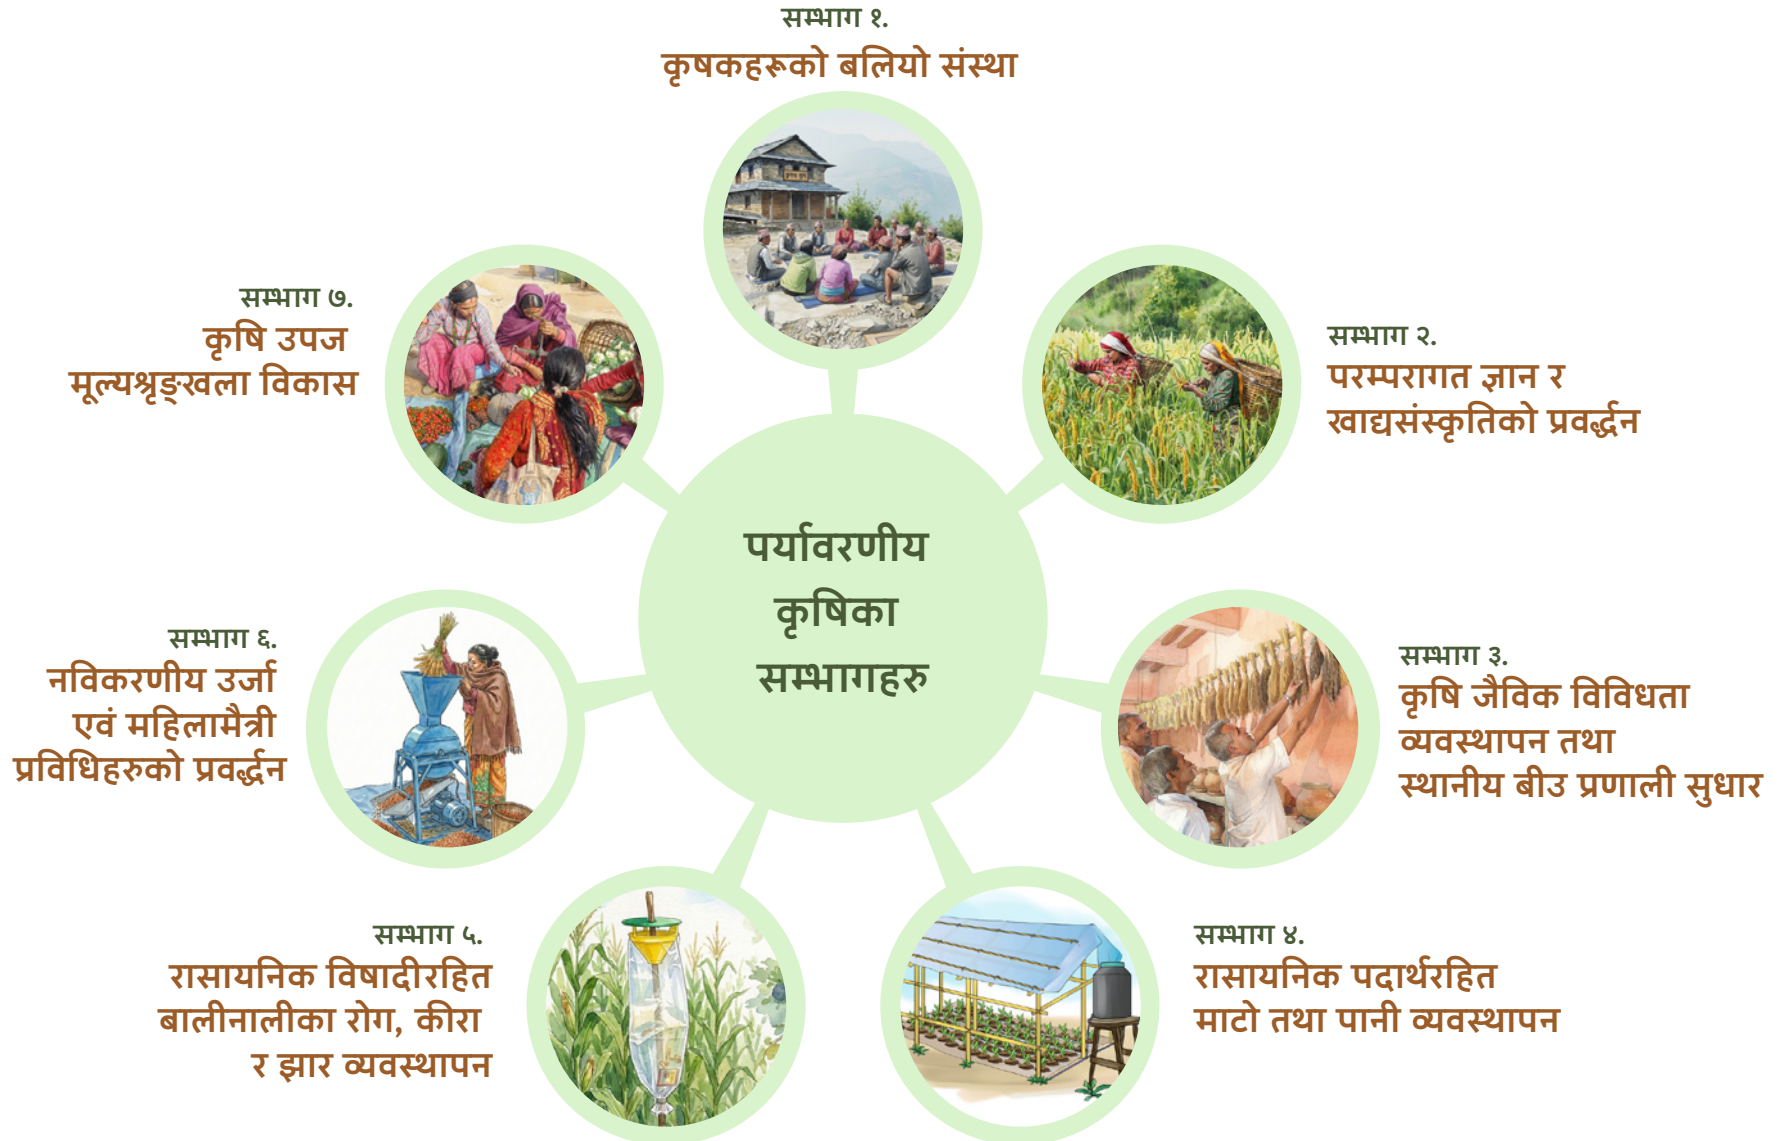 सम्भाग १.
कृषकहरूको बलियो संस्था
सम्भाग २.
परम्परागत ज्ञान र
खाद्यसंस्कृतिको प्रवर्द्धन
सम्भाग ३.
कृषि जैविक विविधता
व्यवस्थापन तथा
स्थानीय बीउ प्रणाली सुधार
सम्भाग ४.
रासायनिक पदार्थरहित
माटो तथा पानी व्यवस्थापन
सम्भाग ५.
रासायनिक विषादीरहित
बालीनालीका रोग, कीरा
र झार व्यवस्थापन
सम्भाग ६.
नविकरणीय उर्जा
एवं महिलामैत्री
प्रविधिहरुको प्रवर्द्धन
सम्भाग ७.
कृषि उपज
मूल्यश्रृङ्खला विकास
पर्यावरणीय
कृषिका
सम्भागहरु